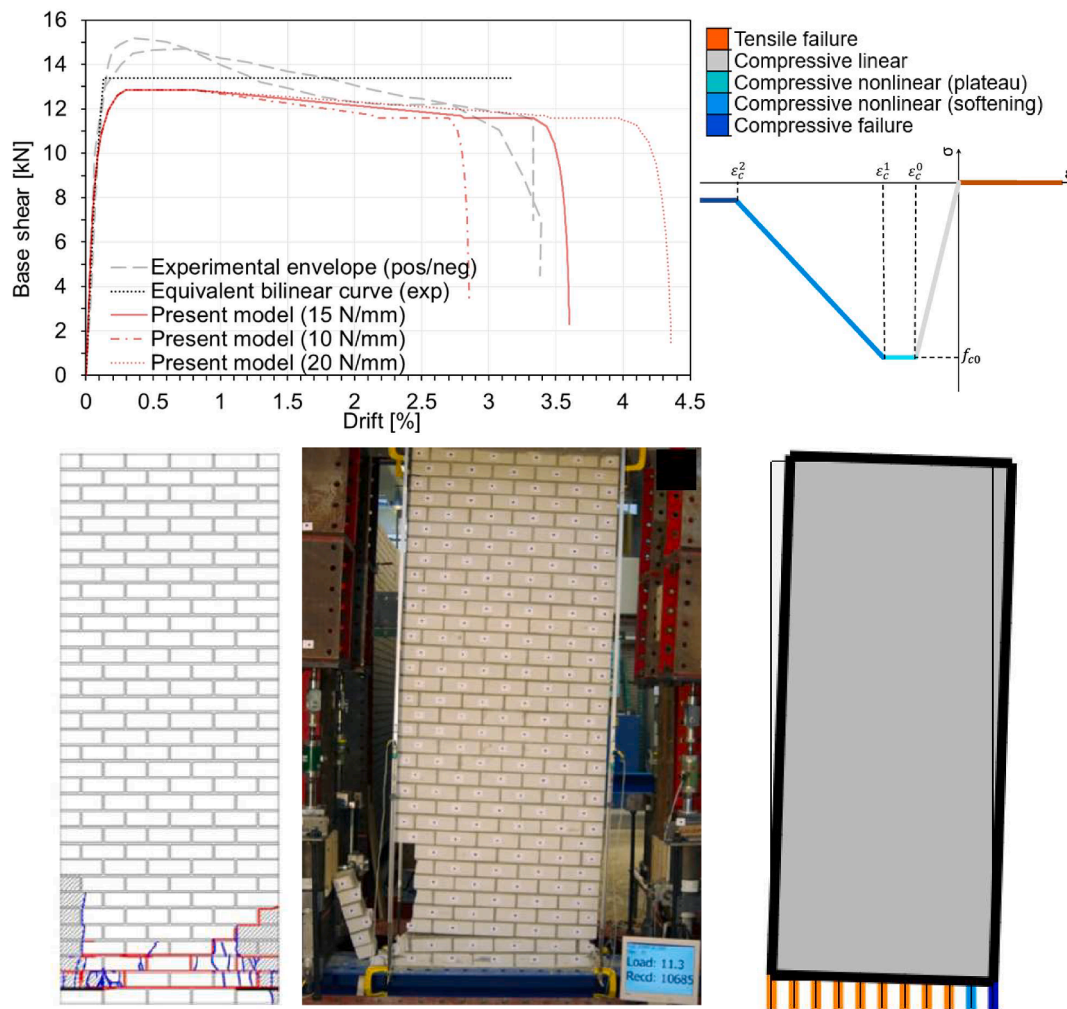 16
14
12
10
8
6
4
2
0
Base shear [kN]
Experimental envelope (pos/neg)
Equivalent bilinear curve (exp)
Present model (15 N/mm)
Present model (10 N/mm)
Present model (20 N/mm)
0 0.5 1 1.5 2 2.5 3 3.5 4 4.5
Drift [%]
Tensile failure
Compressive linear
Compressive nonlinear (plateau)
Compressive nonlinear (softening)
Compressive failure
σ
ε_c^2 ε_c^1 ε_c^0
f_c0
Load: 11.3
Recd: 10685